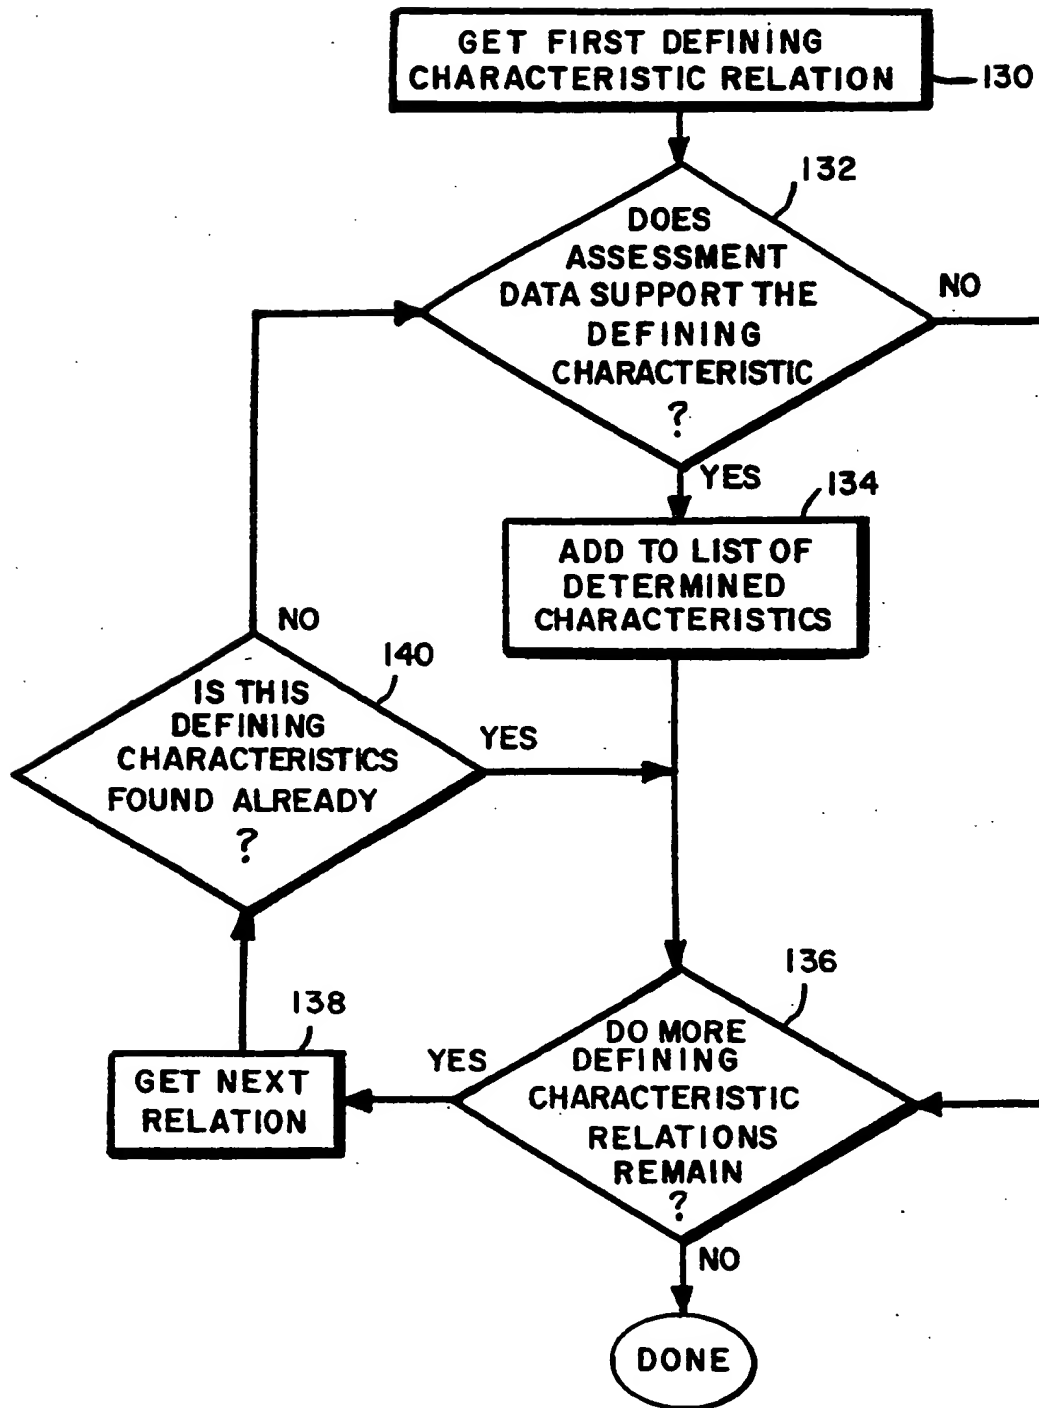 GET FIRST DEFINING
CHARACTERISTIC RELATION
130
132
DOES
ASSESSMENT
DATA SUPPORT THE
DEFINING
CHARACTERISTIC
?
NO
YES
134
ADD TO LIST OF
DETERMINED
CHARACTERISTICS
NO
140
IS THIS
DEFINING
CHARACTERISTICS
FOUND ALREADY
?
YES
136
DO MORE
DEFINING
CHARACTERISTIC
RELATIONS
REMAIN
?
YES
138
GET NEXT
RELATION
NO
DONE